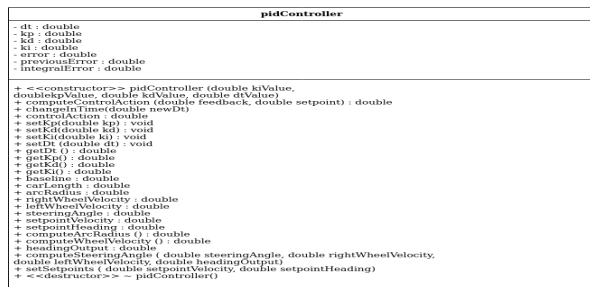 pidController
- dt : double
- kp : double
- kd : double
- ki : double
- error : double
- previousError : double
- integralError : double
+ <<constructor>> pidController (double kiValue,
doublekpValue, double kdValue, double dtValue)
+ computeControlAction (double feedback, double setpoint) : double
+ changeInTime(double newDt)
+ controlAction : double
+ setKp(double kp) : void
+ setKd(double kd) : void
+ setKi(double ki) : void
+ setDt (double dt) : void
+ getDt () : double
+ getKp() : double
+ getKd() : double
+ getKi() : double
+ baseline : double
+ carLength : double
+ arcRadius : double
+ rightWheelVelocity : double
+ leftWheelVelocity : double
+ steeringAngle : double
+ setpointVelocity : double
+ setpointHeading : double
+ computeArcRadius () : double
+ computeWheelVelocity () : double
+ headingOutput : double
+ computeSteeringAngle ( double steeringAngle, double rightWheelVelocity,
double leftWheelVelocity, double headingOutput)
+ setSetpoints ( double setpointVelocity, double setpointHeading)
+ <<destructor>> ~ pidController()